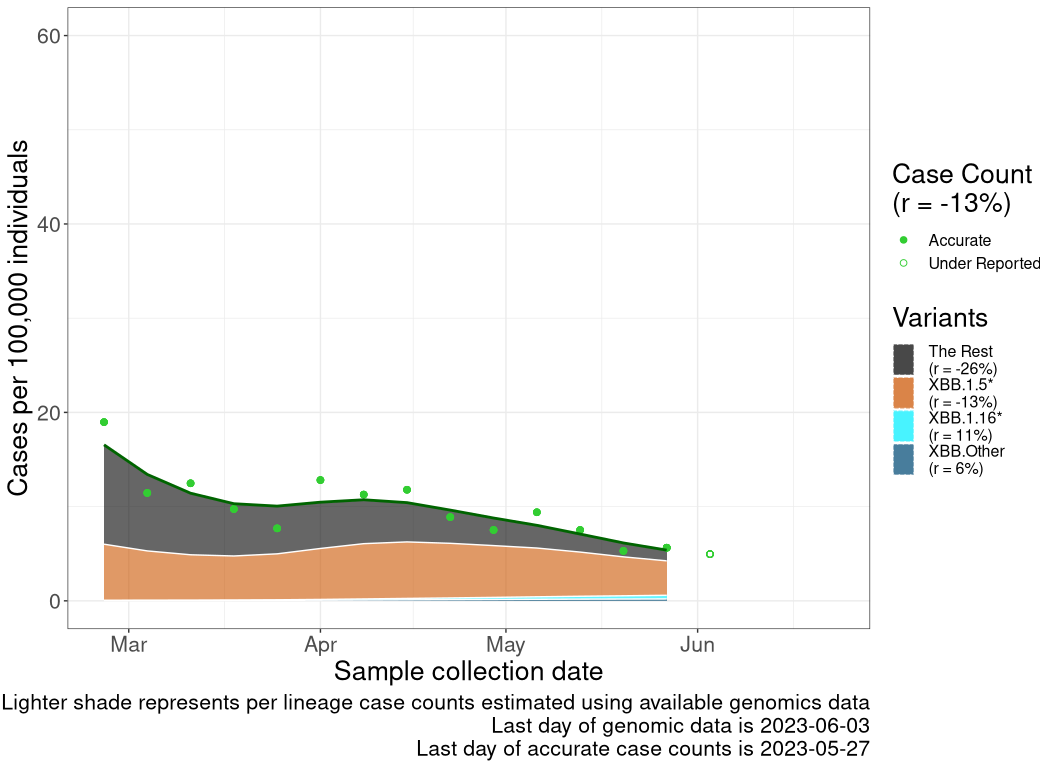 60
40
20
0
Cases per 100,000 individuals
Mar Apr May Jun
Sample collection date
Case Count
(r = -13%)
Accurate
Under Reported
Variants
The Rest
(r = -26%)
XBB.1.5*
(r = -13%)
XBB.1.16*
(r = 11%)
XBB.Other
(r = 6%)
Lighter shade represents per lineage case counts estimated using available genomics data
Last day of genomic data is 2023-06-03
Last day of accurate case counts is 2023-05-27